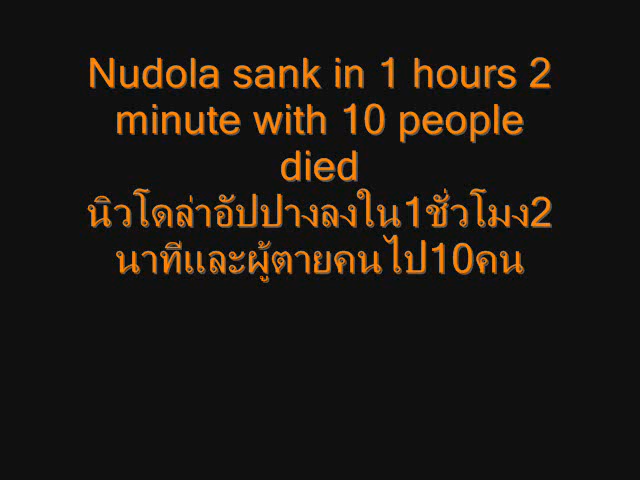 Nudola sank in 1 hours 2
minute with 10 people
died
นิวโดล่าอัปปางลงใน1ชั่วโมง2
นาทีและผู้ตายคนไป10คน